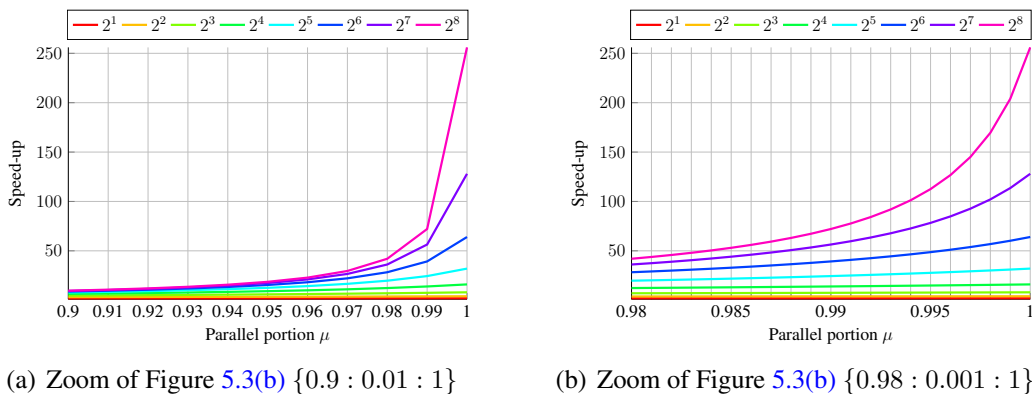 2^1 2^2 2^3 2^4 2^5 2^6 2^7 2^8
250
200
150
100
50
Speed-up
0.9 0.91 0.92 0.93 0.94 0.95 0.96 0.97 0.98 0.99 1
Parallel portion μ
(a) Zoom of Figure 5.3(b) {0.9 : 0.01 : 1}
2^1 2^2 2^3 2^4 2^5 2^6 2^7 2^8
250
200
150
100
50
Speed-up
0.98 0.985 0.99 0.995 1
Parallel portion μ
(b) Zoom of Figure 5.3(b) {0.98 : 0.001 : 1}